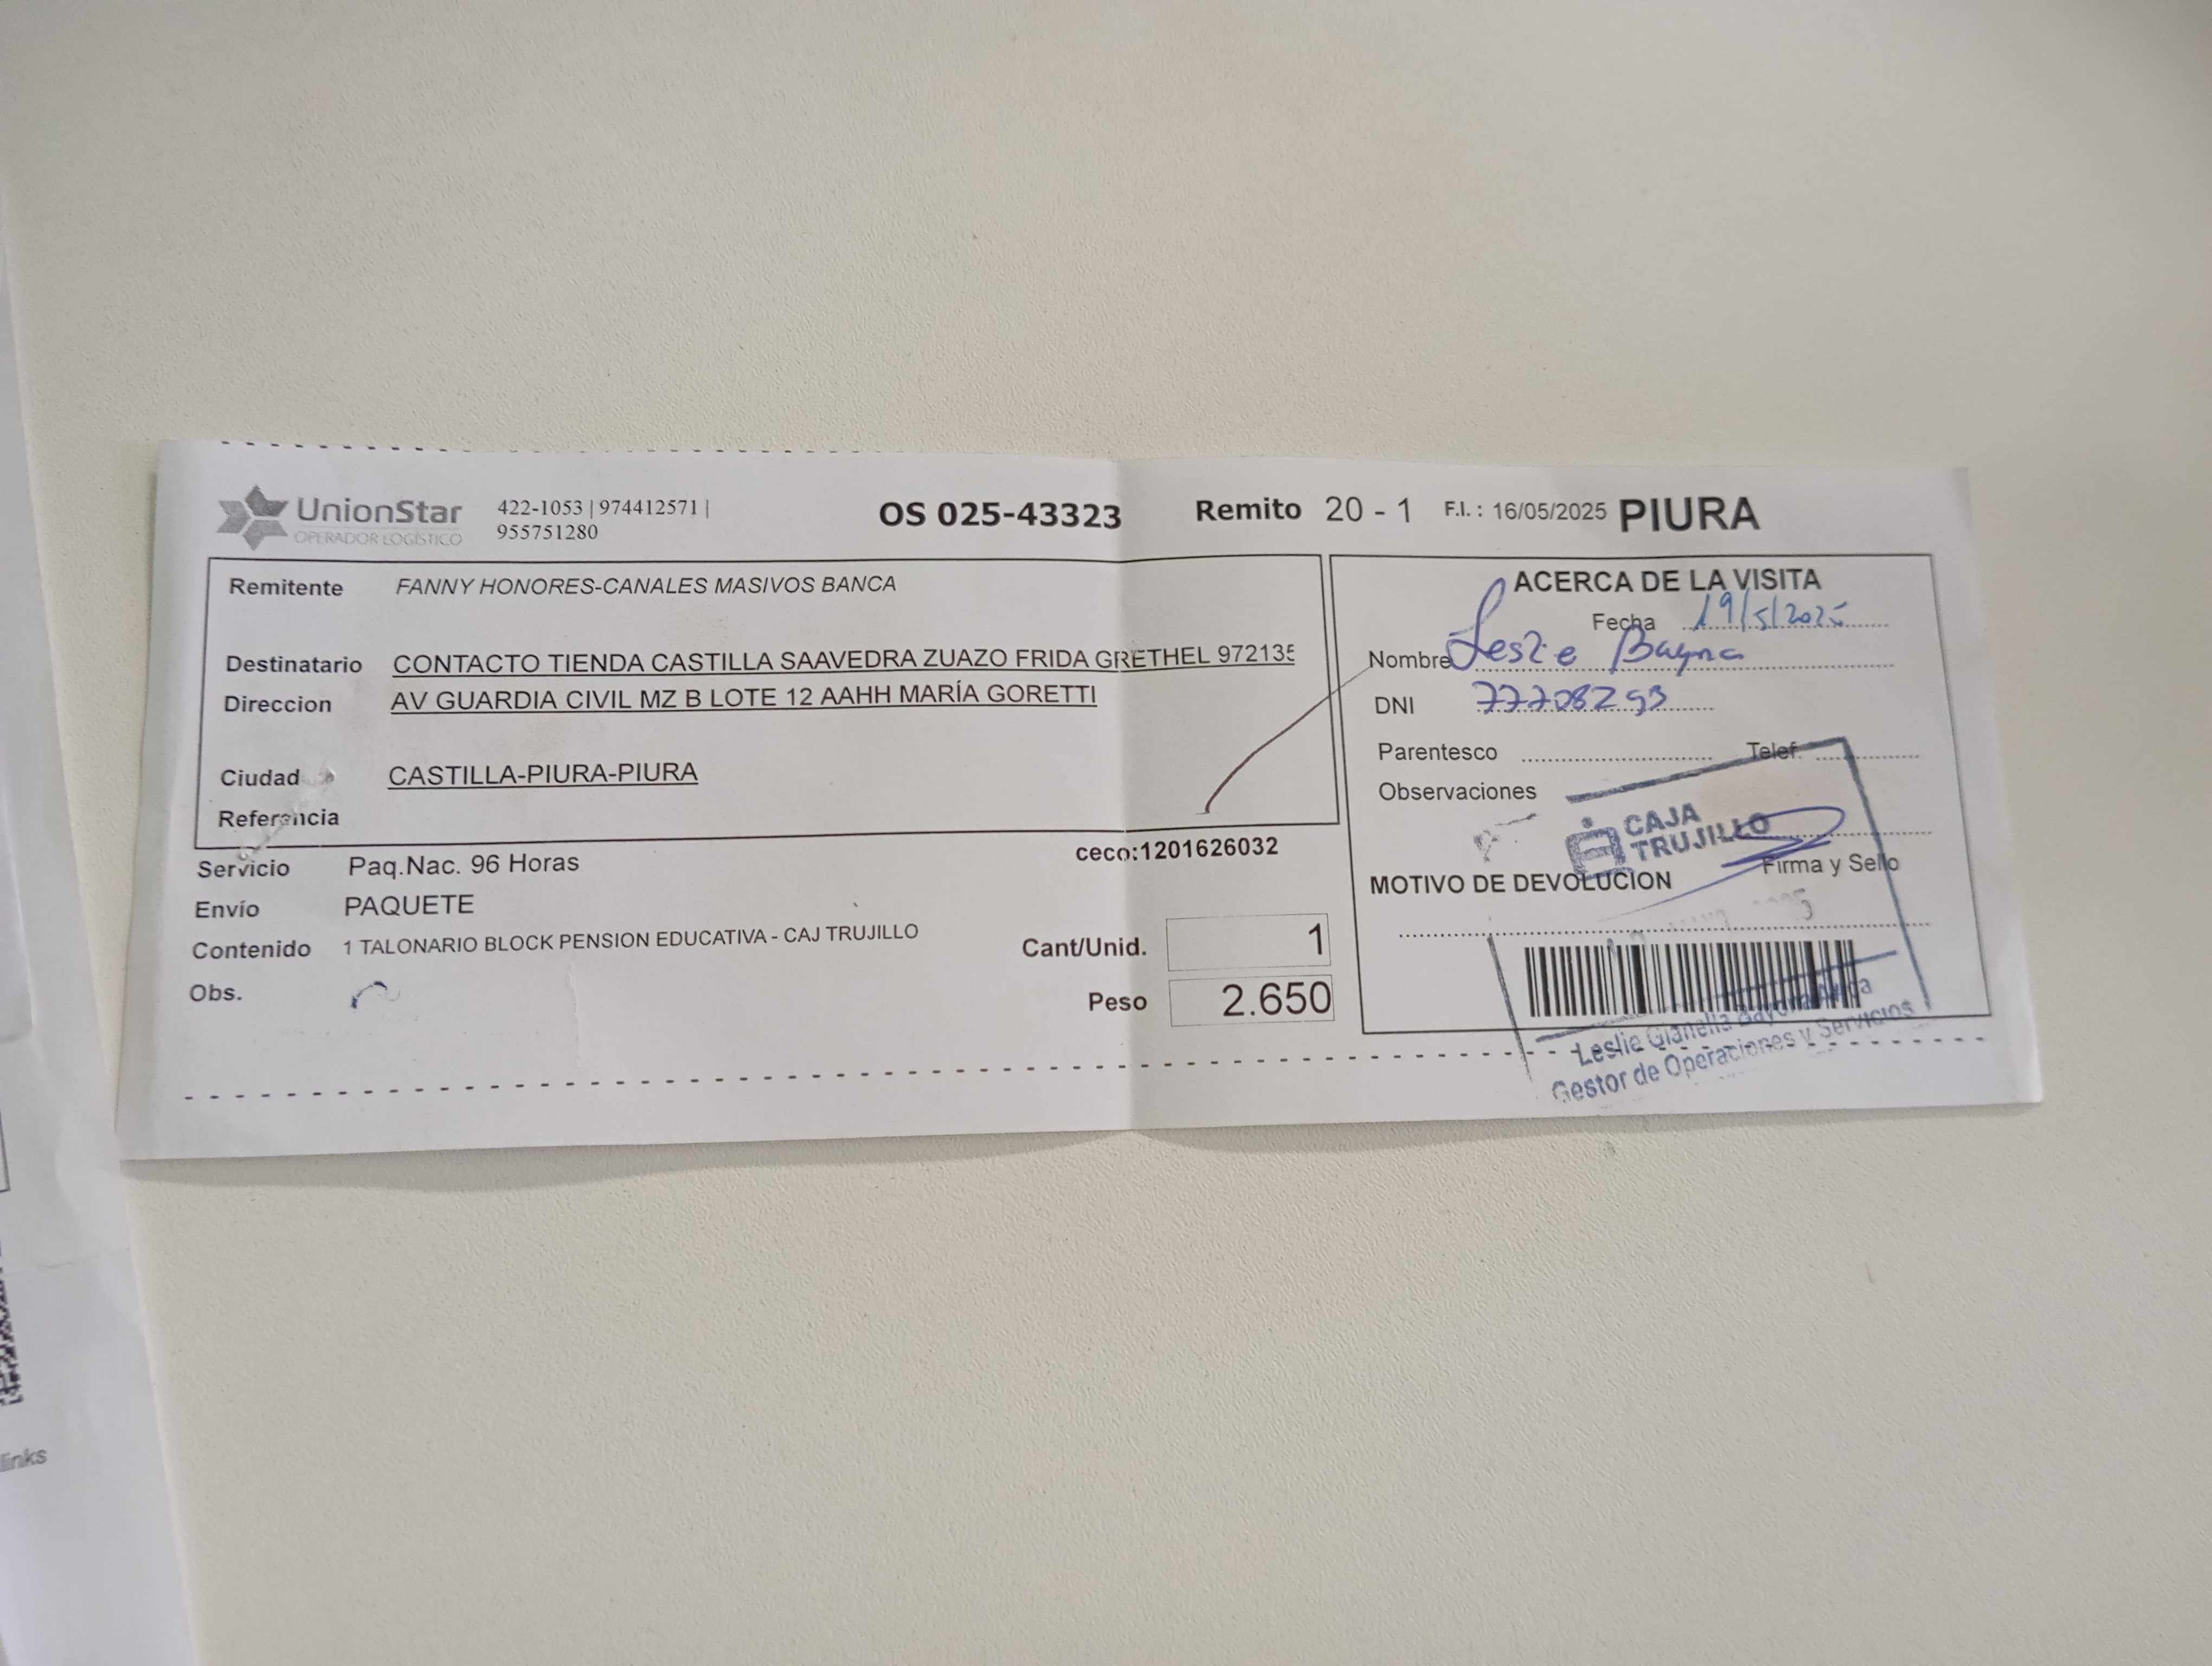 UnionStar
OPERADOR LOGÍSTICO
422-1053 | 974412571 |
955751280
OS 025-43323
Remito 20 - 1
F.I. : 16/05/2025
PIURA
Remitente FANNY HONORES-CANALES MASIVOS BANCA
Destinatario CONTACTO TIENDA CASTILLA SAAVEDRA ZUAZO FRIDA GRETHEL 972135
Direccion AV GUARDIA CIVIL MZ B LOTE 12 AAHH MARÍA GORETTI
Ciudad CASTILLA-PIURA-PIURA
Referencia
Servicio Paq.Nac. 96 Horas
ceco:1201626032
Envío PAQUETE
Contenido 1 TALONARIO BLOCK PENSION EDUCATIVA - CAJ TRUJILLO
Cant/Unid. 1
Obs.
Peso 2.650
ACERCA DE LA VISITA
Fecha 19/5/2025
Nombre Leslie
DNI 77708293
Parentesco Telef.
Observaciones
CAJA
TRUJILLO
Firma y Sello
MOTIVO DE DEVOLUCION
Leslie Gianella Bayona
Gestor de Operaciones y Servicios
links